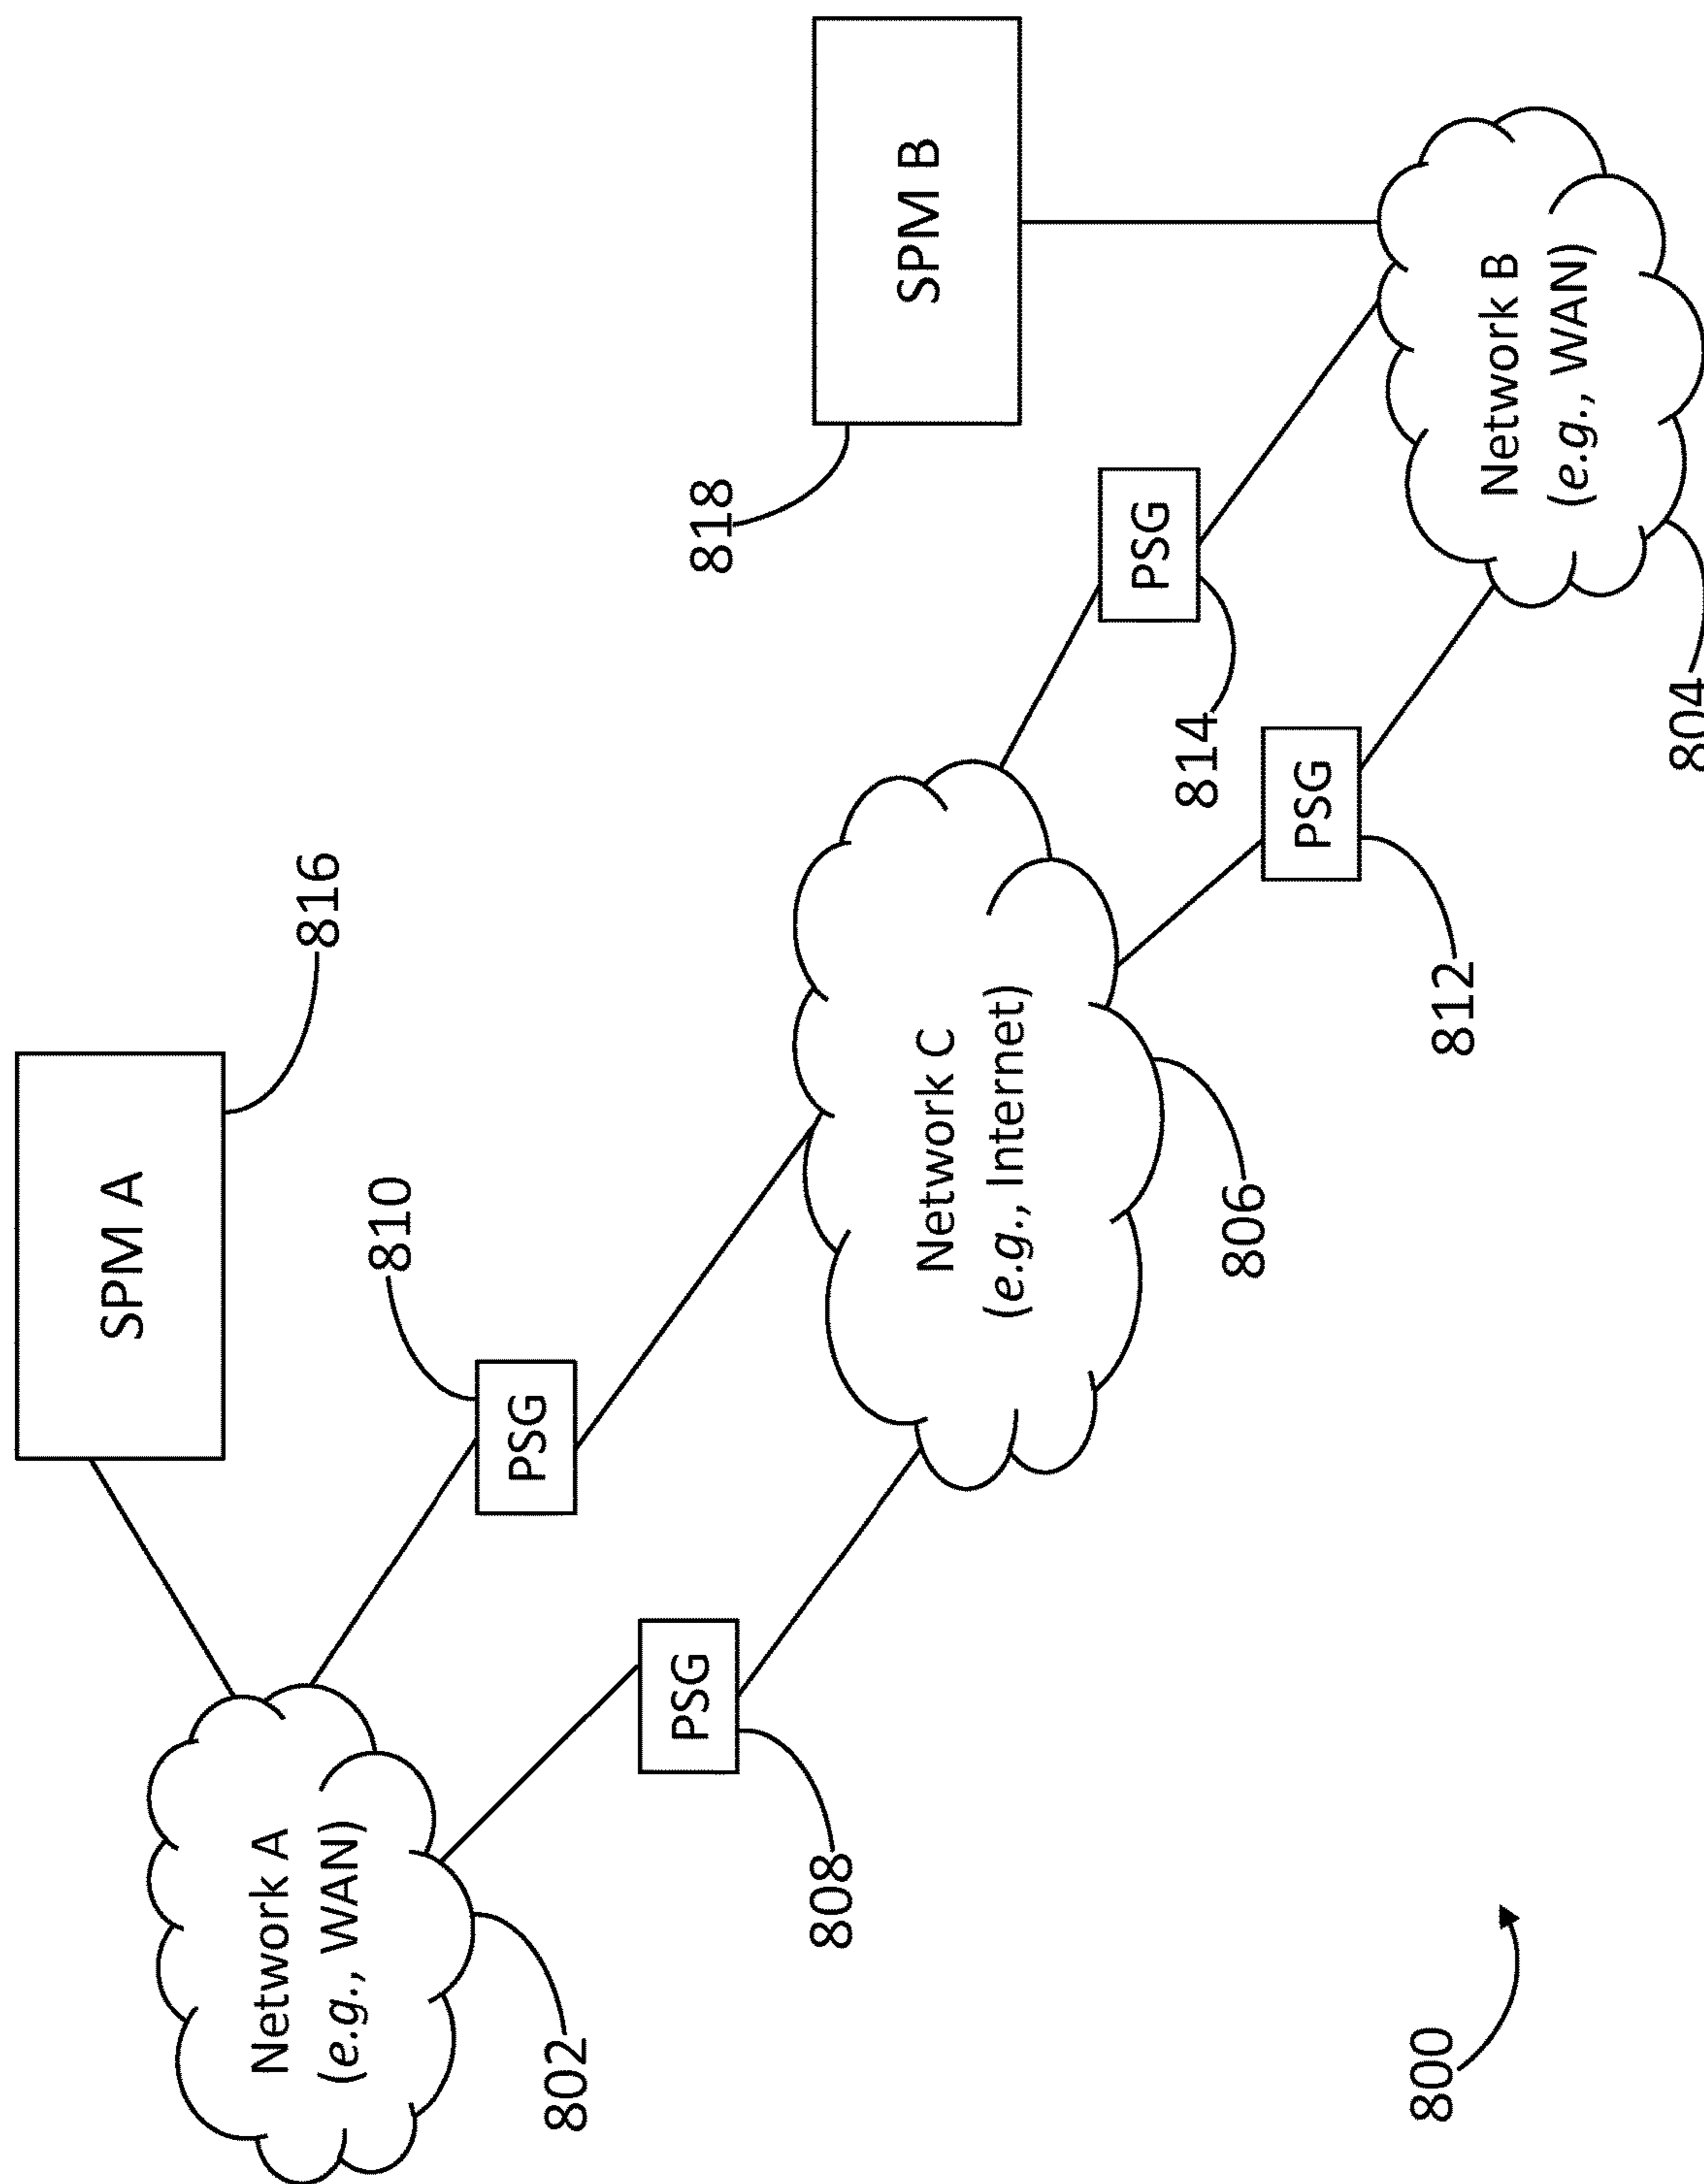 SPM A
816
810
PSG
Network A
(e.g., WAN)
802
PSG
808
Network C
(e.g., Internet)
806
SPM B
818
PSG
814
PSG
812
Network B
(e.g., WAN)
804
800